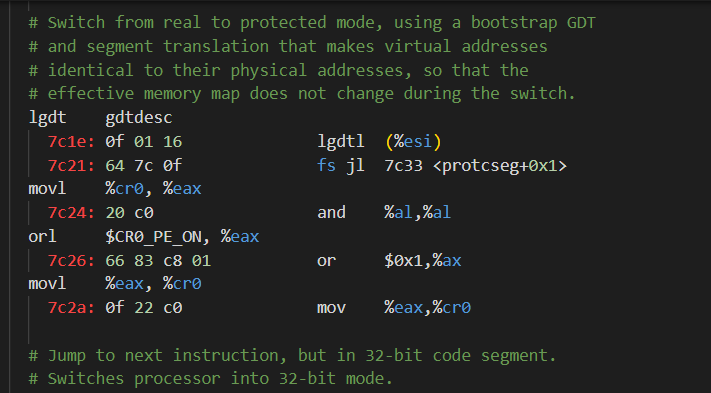 # Switch from real to protected mode, using a bootstrap GDT
# and segment translation that makes virtual addresses
# identical to their physical addresses, so that the
# effective memory map does not change during the switch.
lgdt    gdtdesc
  7c1e: 0f 01 16              lgdtl  (%esi)
  7c21: 64 7c 0f              fs jl  7c33 <protcseg+0x1>
movl    %cr0, %eax
  7c24: 20 c0                 and    %al,%al
orl     $CR0_PE_ON, %eax
  7c26: 66 83 c8 01           or     $0x1,%ax
movl    %eax, %cr0
  7c2a: 0f 22 c0              mov    %eax,%cr0
# Jump to next instruction, but in 32-bit code segment.
# Switches processor into 32-bit mode.